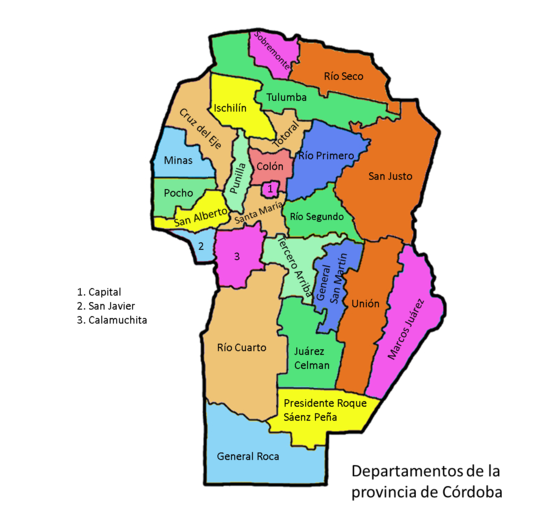 Sobremonte
Río Seco
Tulumba
Ischilín
Cruz del Eje
Totoral
Río Primero
Minas
Punilla
Colón
San Justo
Pocho
1
San Alberto
Santa María
Río Segundo
2
3
Tercero Arriba
General
San Martín
Unión
Marcos Juárez
1. Capital
2. San Javier
3. Calamuchita
Río Cuarto
Juárez
Celman
Presidente Roque
Sáenz Peña
General Roca
Departamentos de la
provincia de Córdoba